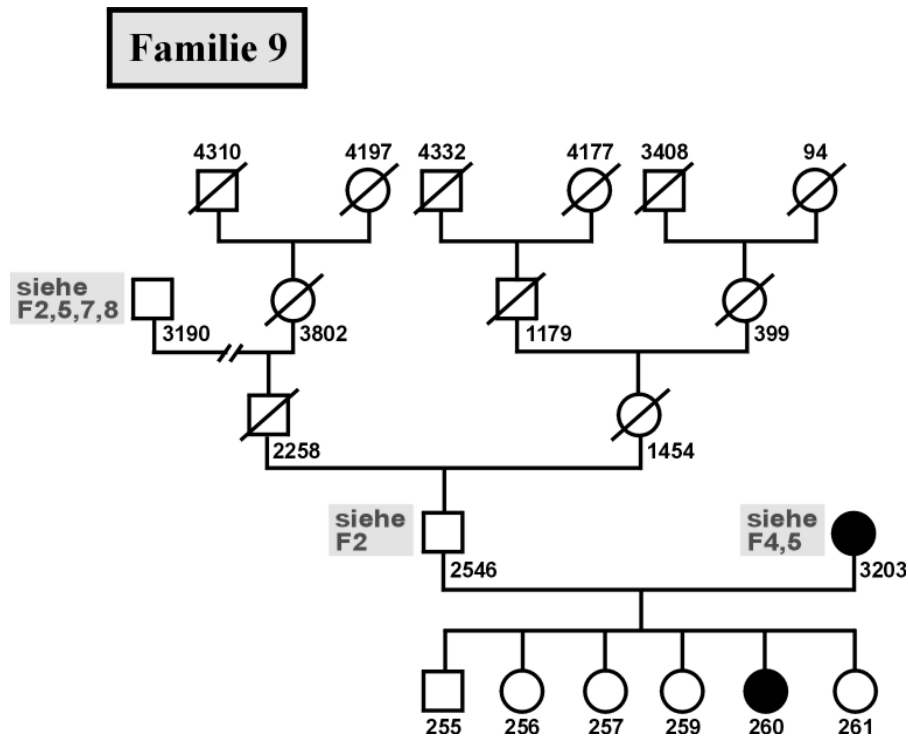 Familie 9
4310 4197 4332 4177 3408 94
siehe
F2,5,7,8
3190 3802 1179 399
2258 1454
siehe
F2
siehe
F4,5
2546 3203
255 256 257 259 260 261